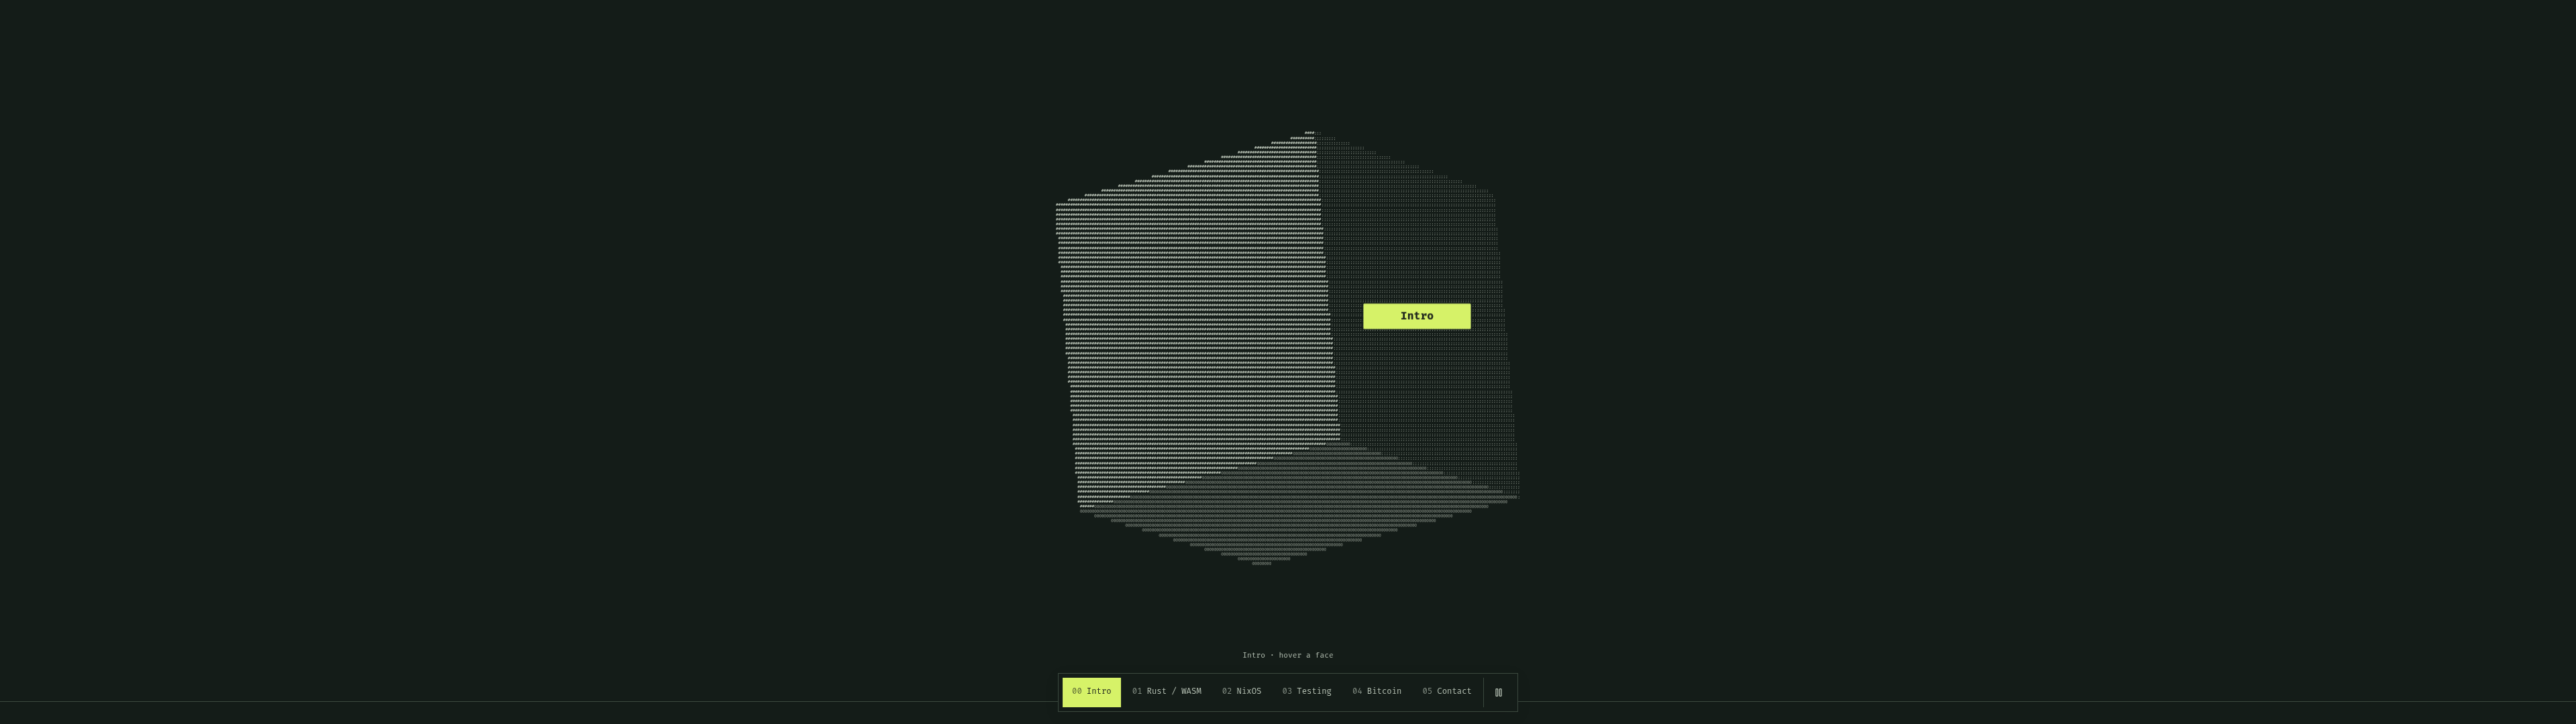 Intro
Intro · hover a face
00 Intro 01 Rust / WASM 02 NixOS 03 Testing 04 Bitcoin 05 Contact